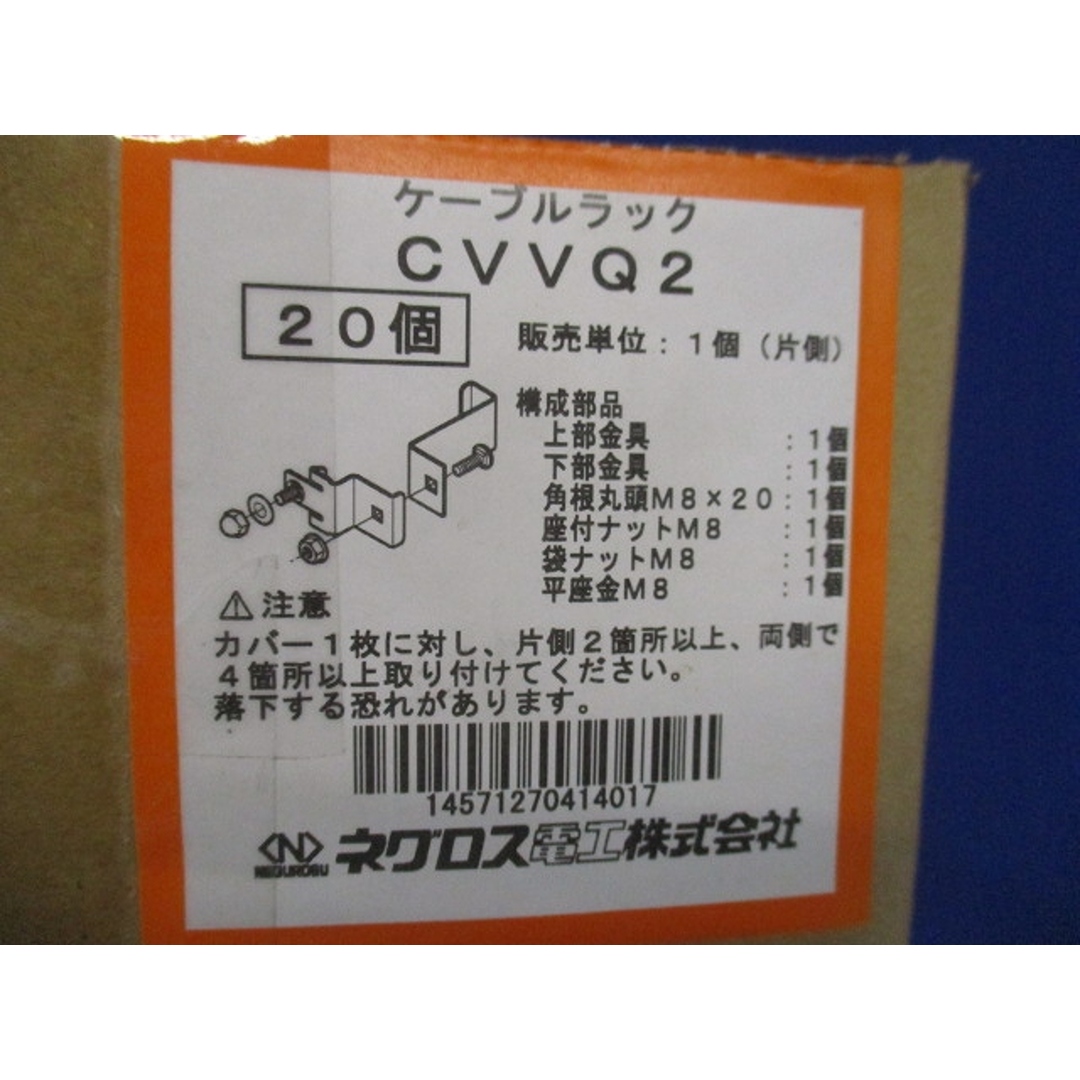 ケーブルラック
CVVQ2
20個
販売単位：1個（片側）
構成部品
上部金具：1個
下部金具：1個
角根丸頭M8×20：1個
座付ナットM8：1個
袋ナットM8：1個
平座金M8：1個
⚠注意
カバー1枚に対し、片側2箇所以上、両側で
4箇所以上取り付けてください。
落下する恐れがあります。
14571270414017
NEGUROSU ネグロス電工株式会社